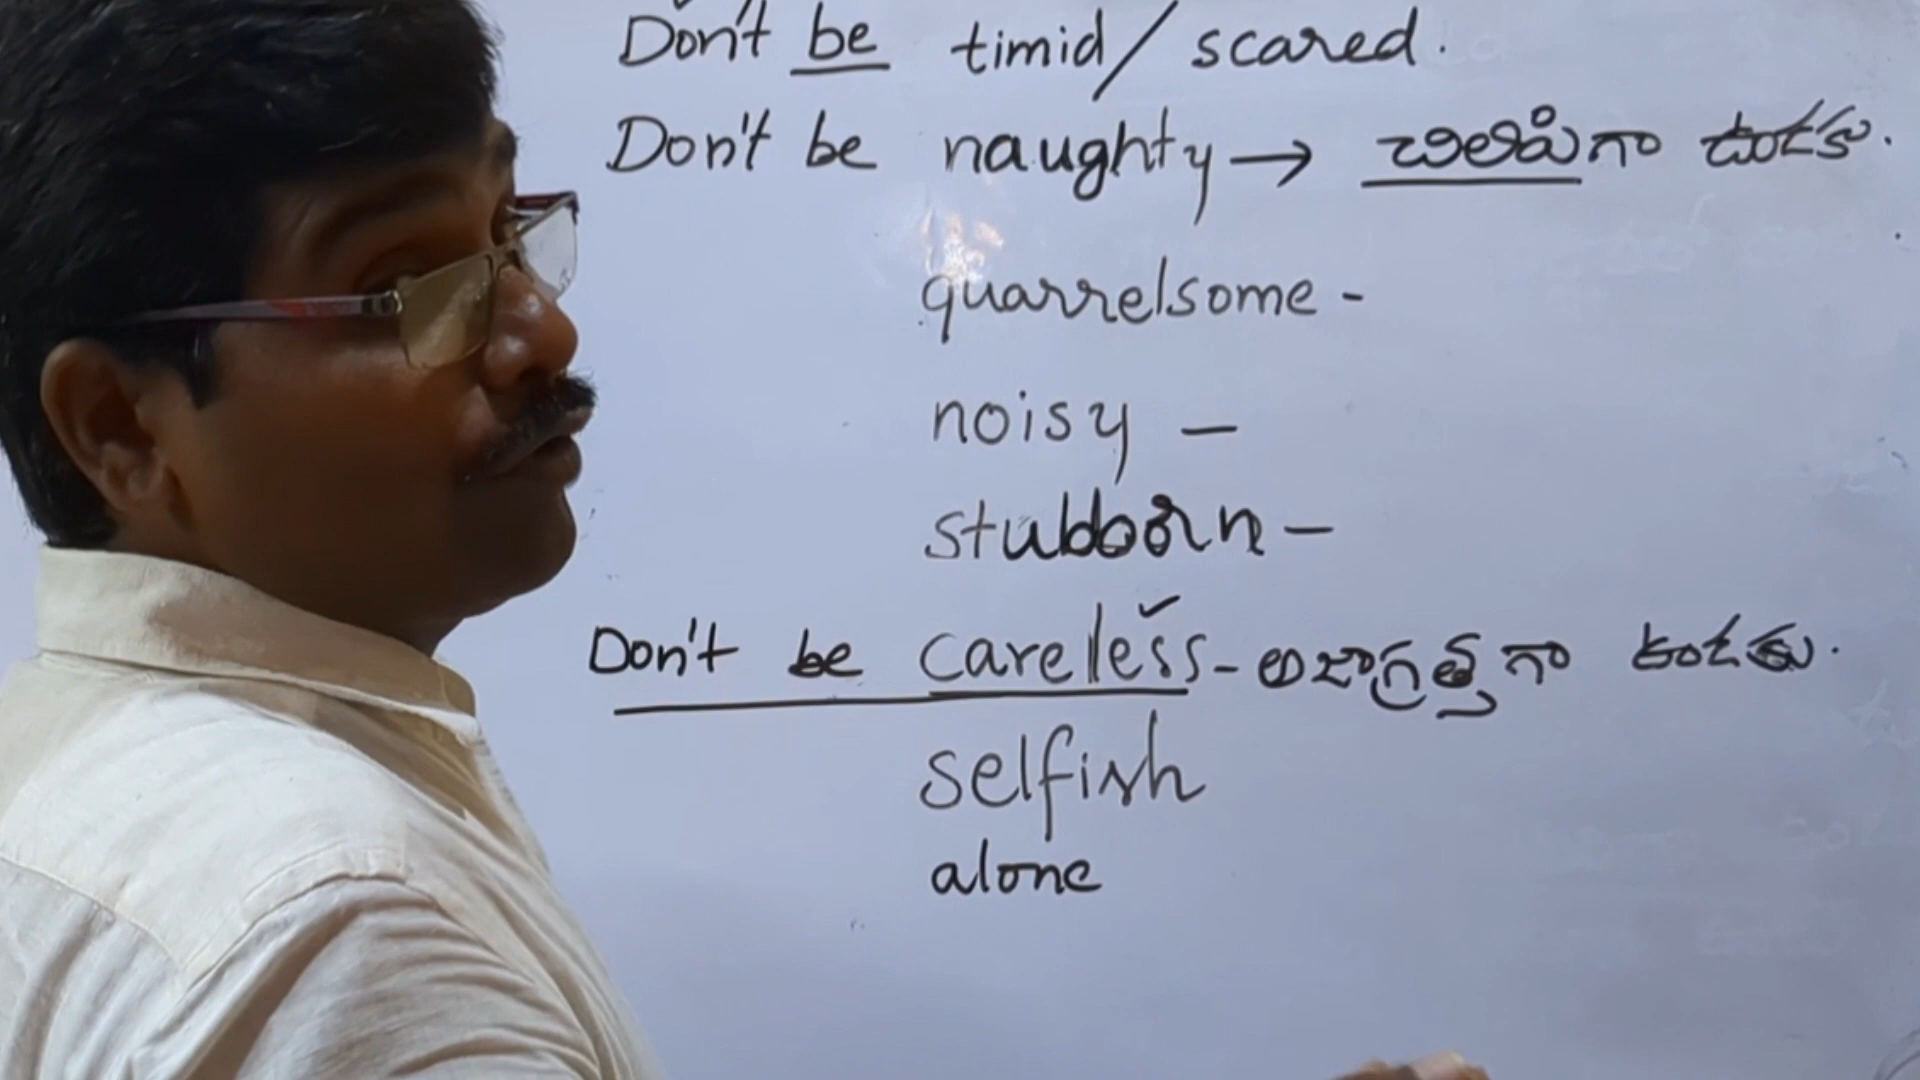 Don't be timid/scared.
Don't be naughty → చిలిపిగా ఉండకు.
quarrelsome -
noisy -
stubborn -
Don't be careless - అజాగ్రత్తగా ఉండకు.
selfish
alone